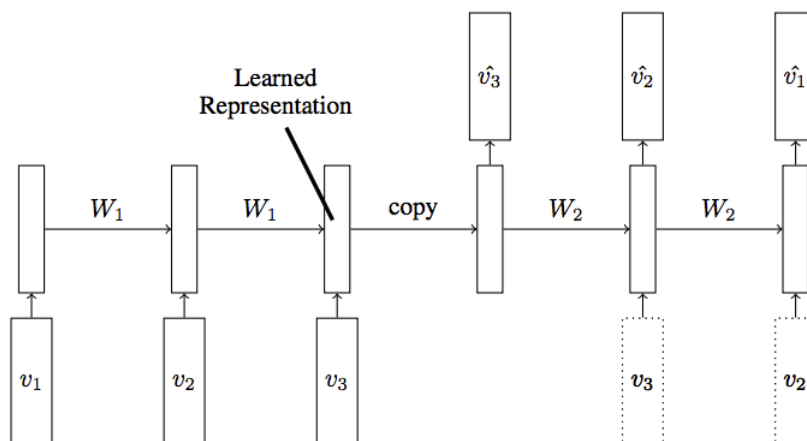 v̂₃ v̂₂ v̂₁
Learned
Representation
W₁ W₁ copy W₂ W₂
v₁ v₂ v₃ v₃ v₂